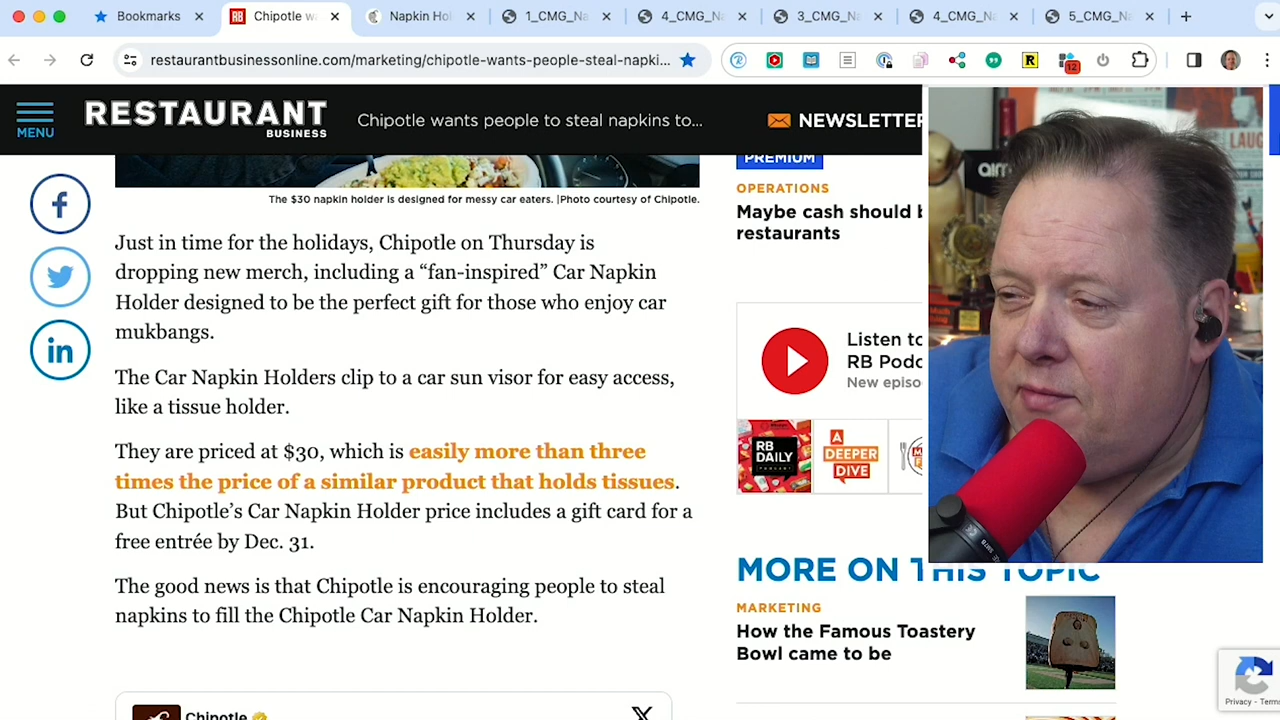 Bookmarks
Chipotle w
Napkin Ho
1_CMG_Na
4_CMG_Na
3_CMG_Na
4_CMG_Na
5_CMG_Na
restaurantbusinessonline.com/marketing/chipotle-wants-people-steal-napki...
12
MENU
RESTAURANT
BUSINESS
Chipotle wants people to steal napkins to...
NEWSLETTER
The $30 napkin holder is designed for messy car eaters. |Photo courtesy of Chipotle.
Just in time for the holidays, Chipotle on Thursday is
dropping new merch, including a “fan-inspired” Car Napkin
Holder designed to be the perfect gift for those who enjoy car
mukbangs.
The Car Napkin Holders clip to a car sun visor for easy access,
like a tissue holder.
They are priced at $30, which is easily more than three
times the price of a similar product that holds tissues.
But Chipotle’s Car Napkin Holder price includes a gift card for a
free entrée by Dec. 31.
The good news is that Chipotle is encouraging people to steal
napkins to fill the Chipotle Car Napkin Holder.
Chipotle
PREMIUM
OPERATIONS
Maybe cash should b
restaurants
Listen to
RB Podc
New episo
RB
DAILY
A
DEEPER
DIVE
MORE ON THIS TOPIC
MARKETING
How the Famous Toastery
Bowl came to be
LAUG
Privacy - Terms